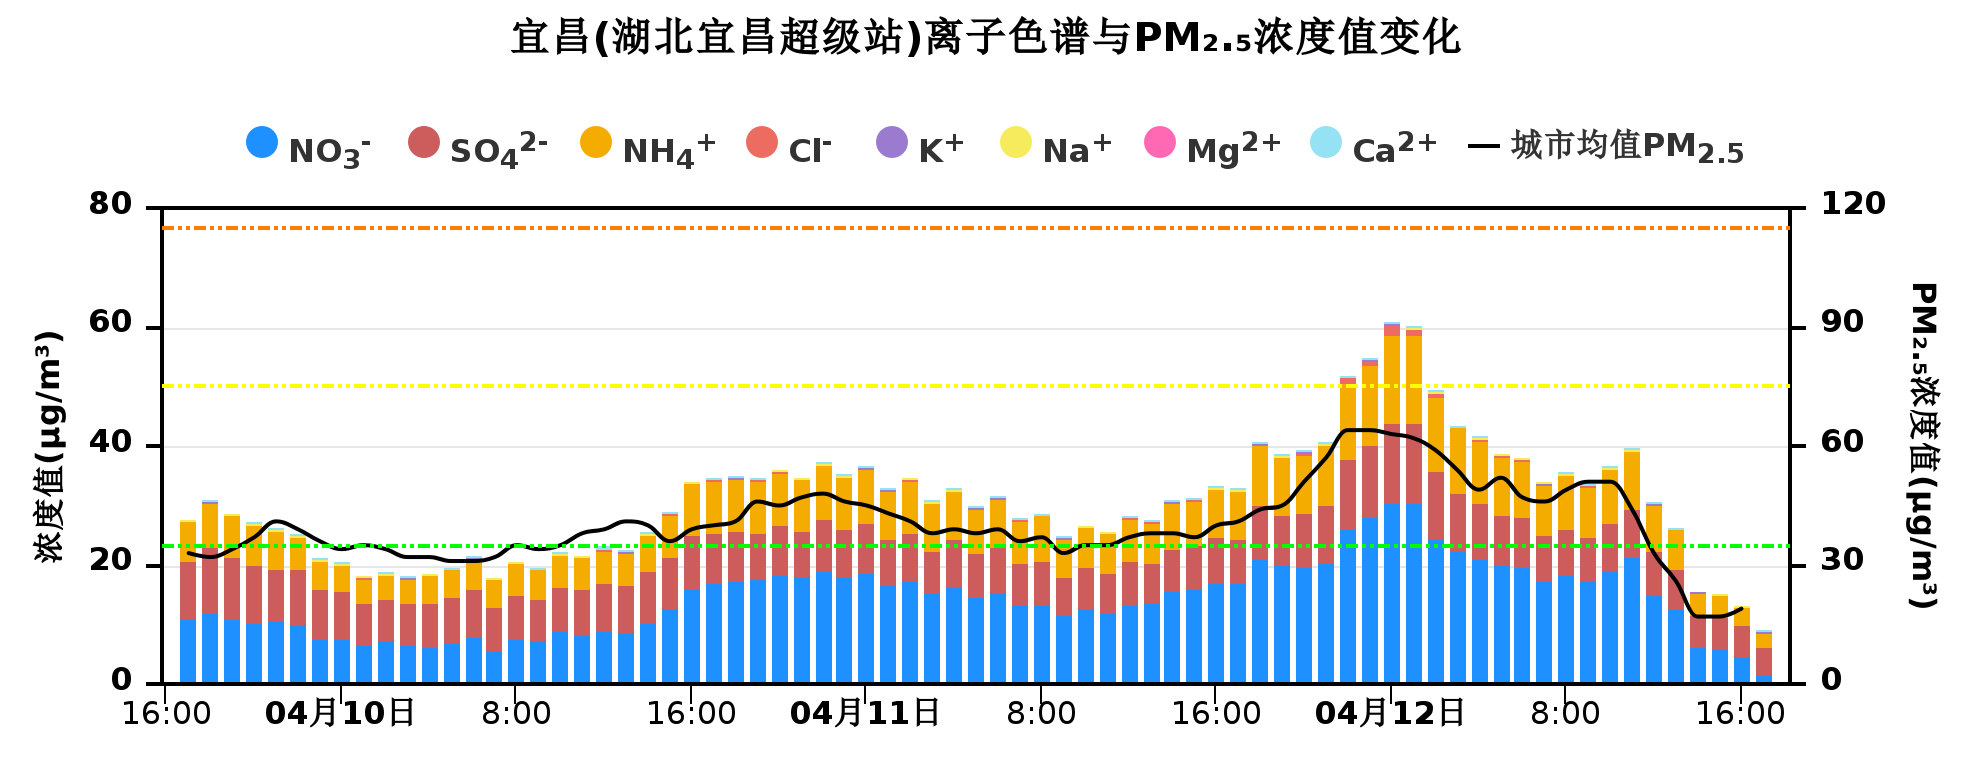 宜昌(湖北宜昌超级站)离子色谱与PM₂.₅浓度值变化
NO₃⁻ SO₄²⁻ NH₄⁺ Cl⁻ K⁺ Na⁺ Mg²⁺ Ca²⁺ 城市均值PM₂.₅
80 120
60 90
40 60
20 30
0 0
浓度值(μg/m³)
PM₂.₅浓度值(μg/m³)
16:00 04月10日 8:00 16:00 04月11日 8:00 16:00 04月12日 8:00 16:00